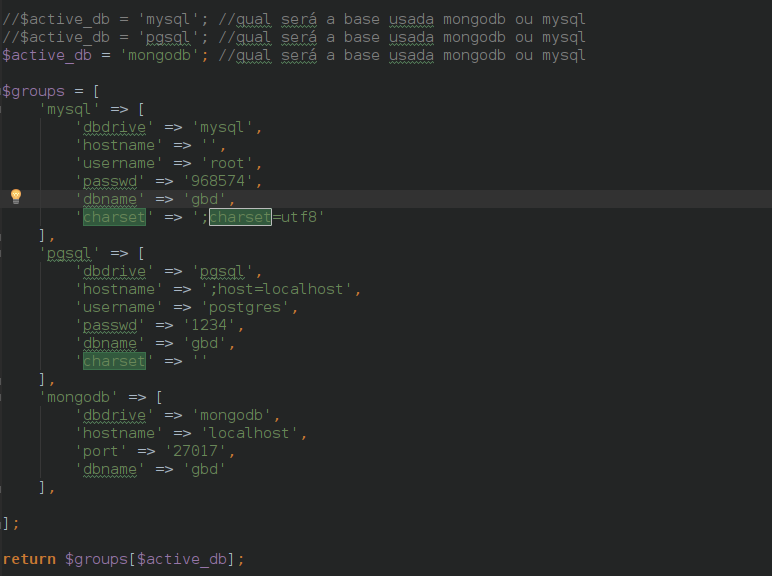 //$active_db = 'mysql'; //qual será a base usada mongodb ou mysql
//$active_db = 'pgsql'; //qual será a base usada mongodb ou mysql
$active_db = 'mongodb'; //qual será a base usada mongodb ou mysql
$groups = [
'mysql' => [
'dbdrive' => 'mysql',
'hostname' => '',
'username' => 'root',
'passwd' => '968574',
'dbname' => 'gbd',
'charset' => ';charset=utf8'
],
'pgsql' => [
'dbdrive' => 'pgsql',
'hostname' => ';host=localhost',
'username' => 'postgres',
'passwd' => '1234',
'dbname' => 'gbd',
'charset' => ''
],
'mongodb' => [
'dbdrive' => 'mongodb',
'hostname' => 'localhost',
'port' => '27017',
'dbname' => 'gbd'
],
];
return $groups[$active_db];